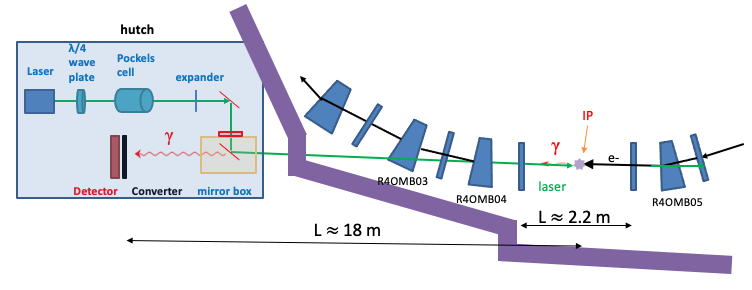 hutch
λ/4
wave
plate
Pockels
cell
Laser
expander
γ
Detector
Converter
mirror box
IP
γ
e-
laser
R4OMB03
R4OMB04
R4OMB05
L ≈ 2.2 m
L ≈ 18 m